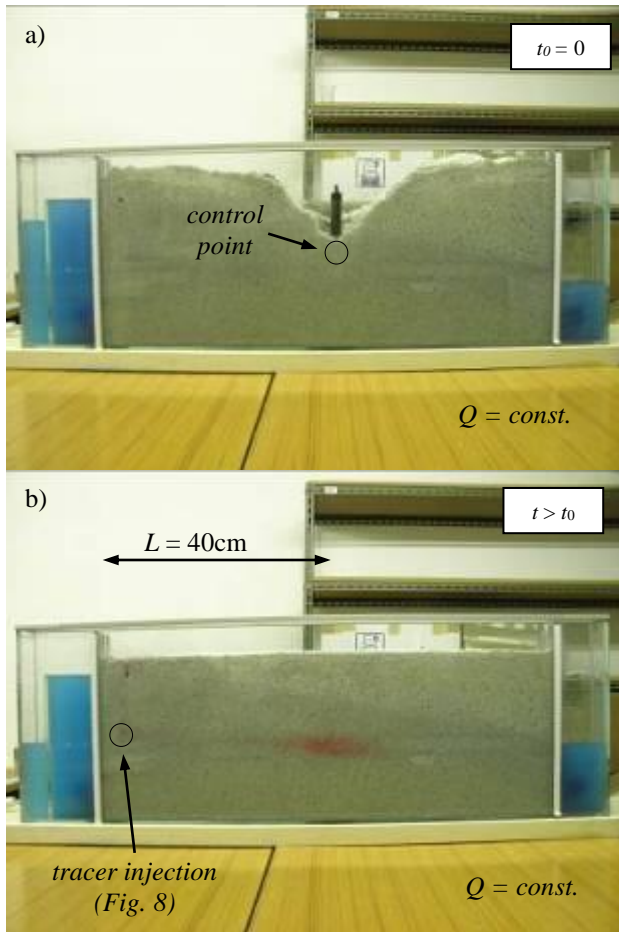 a)
t₀ = 0
control
point
Q = const.
b)
t > t₀
L = 40cm
tracer injection
(Fig. 8)
Q = const.